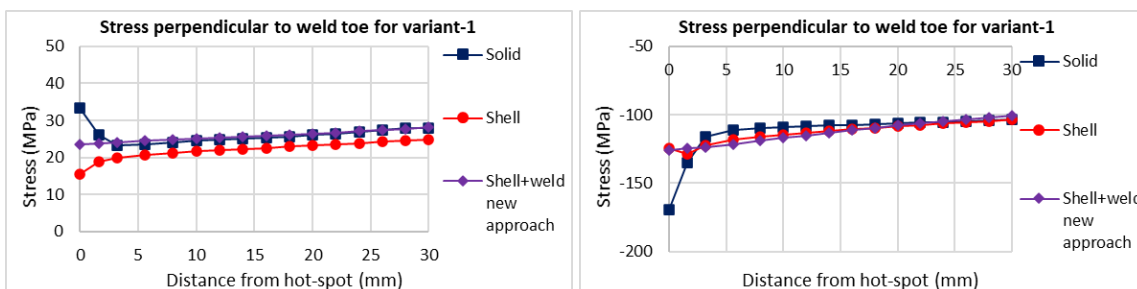 Stress perpendicular to weld toe for variant-1
50
40
30
20
10
0
Stress (MPa)
0 5 10 15 20 25 30
Distance from hot-spot (mm)
Solid
Shell
Shell+weld
new
approach
Stress perpendicular to weld toe for variant-1
-50
-100
-150
-200
Stress (MPa)
0 5 10 15 20 25 30
Distance from hot-spot (mm)
Solid
Shell
Shell+weld
new
approach